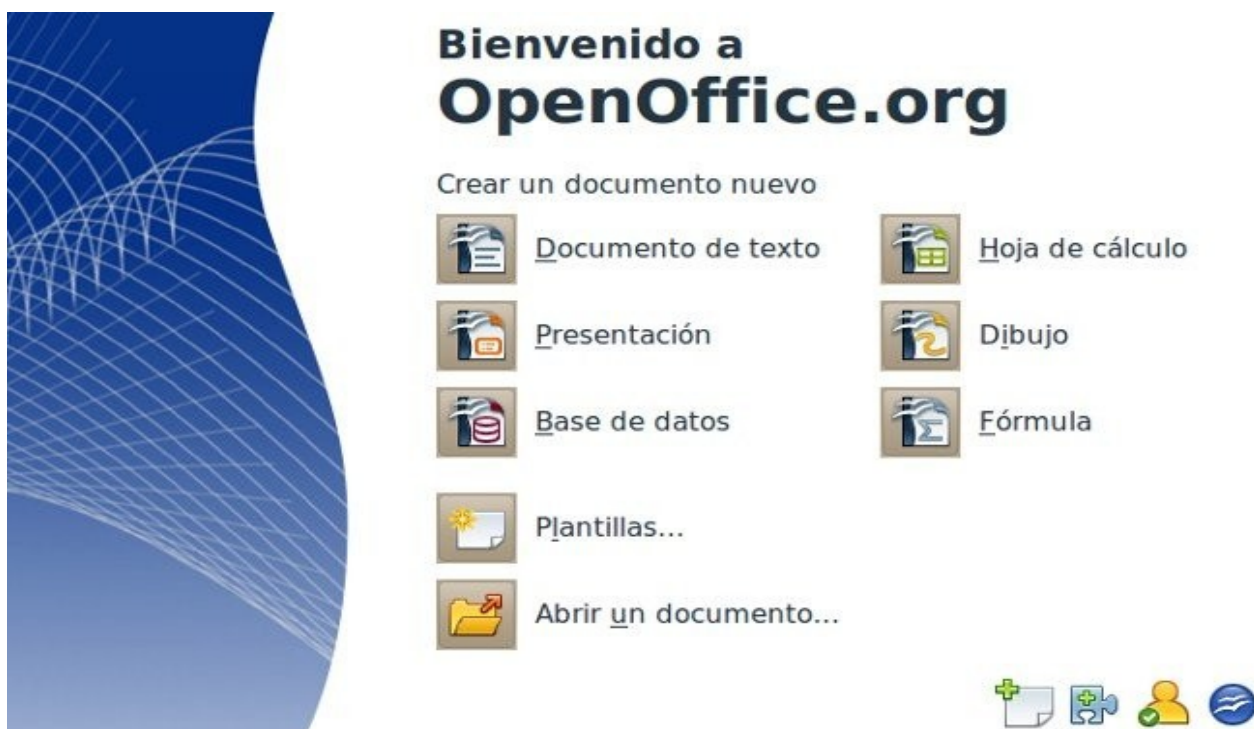 Bienvenido a
OpenOffice.org
Crear un documento nuevo
Documento de texto
Hoja de cálculo
Presentación
Dibujo
Base de datos
Fórmula
Plantillas...
Abrir un documento...